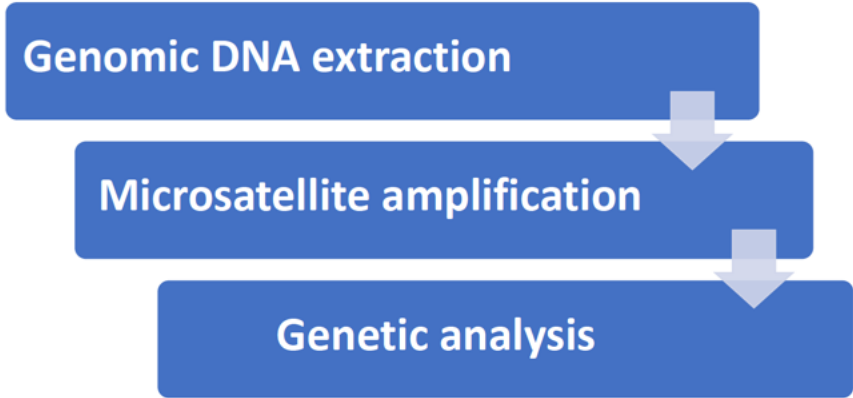 Genomic DNA extraction
Microsatellite amplification
Genetic analysis